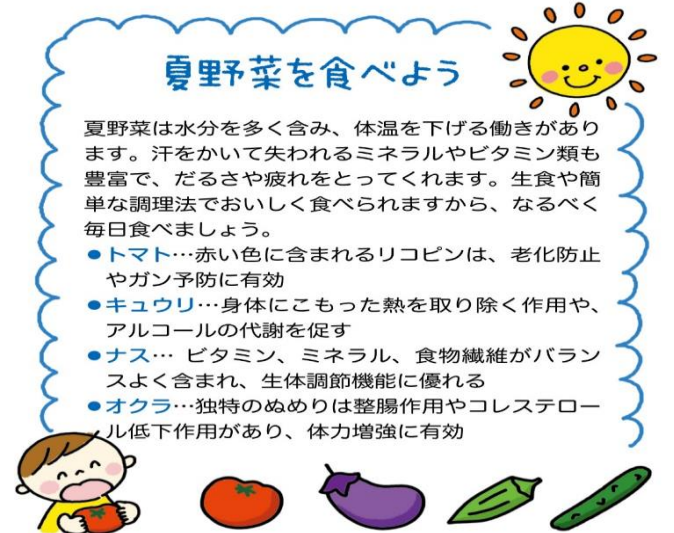 夏野菜を食べよう
夏野菜は水分を多く含み、体温を下げる働きがあり
ます。汗をかいて失われるミネラルやビタミン類も
豊富で、だるさや疲れをとってくれます。生食や簡
単な調理法でおいしく食べられますから、なるべく
毎日食べましょう。
●トマト…赤い色に含まれるリコピンは、老化防止
やガン予防に有効
●キュウリ…身体にこもった熱を取り除く作用や、
アルコールの代謝を促す
●ナス… ビタミン、ミネラル、食物繊維がバラン
スよく含まれ、生体調節機能に優れる
●オクラ…独特のぬめりは整腸作用やコレステロー
ル低下作用があり、体力増強に有効